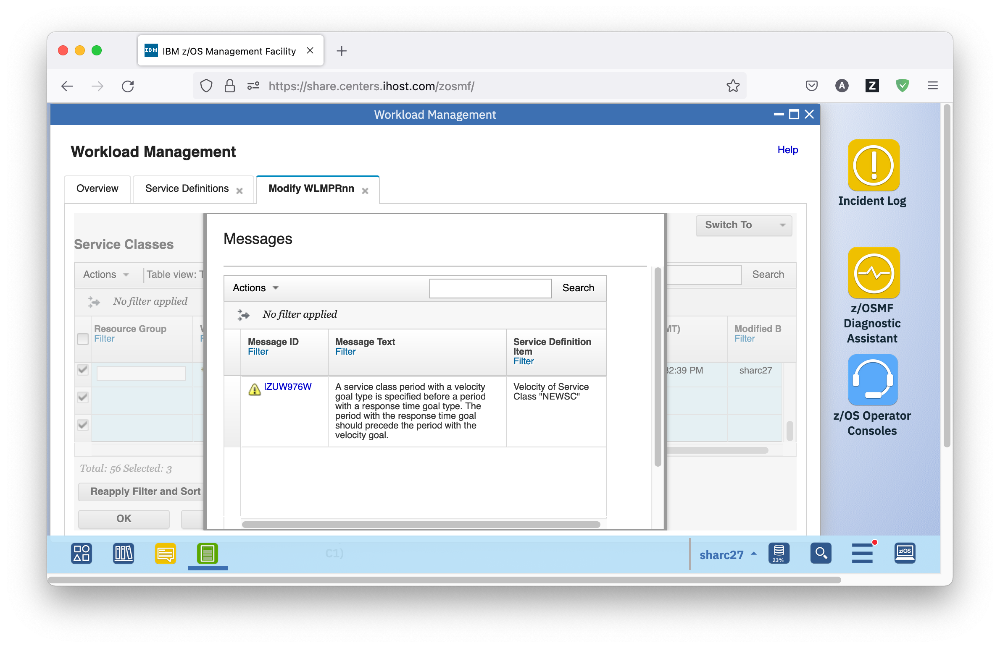 IBM
IBM z/OS Management Facility
https://share.centers.ihost.com/zosmf/
A
Z
Workload Management
Workload Management
Help
Overview
Service Definitions
Modify WLMPRnn
Switch To
Service Classes
Actions
Table view: T
Search
No filter applied
Resource Group
Filter
MT)
Modified B
Filter
32:39 PM
sharc27
Total: 56 Selected: 3
Reapply Filter and Sort
OK
Messages
Actions
Search
No filter applied
Message ID
Filter
Message Text
Filter
Service Definition
Item
Filter
IZUW976W
A service class period with a velocity
goal type is specified before a period
with a response time goal type. The
period with the response time goal
should precede the period with the
velocity goal.
Velocity of Service
Class "NEWSC"
Incident Log
z/OSMF
Diagnostic
Assistant
z/OS Operator
Consoles
C1)
sharc27
23%
z/OS